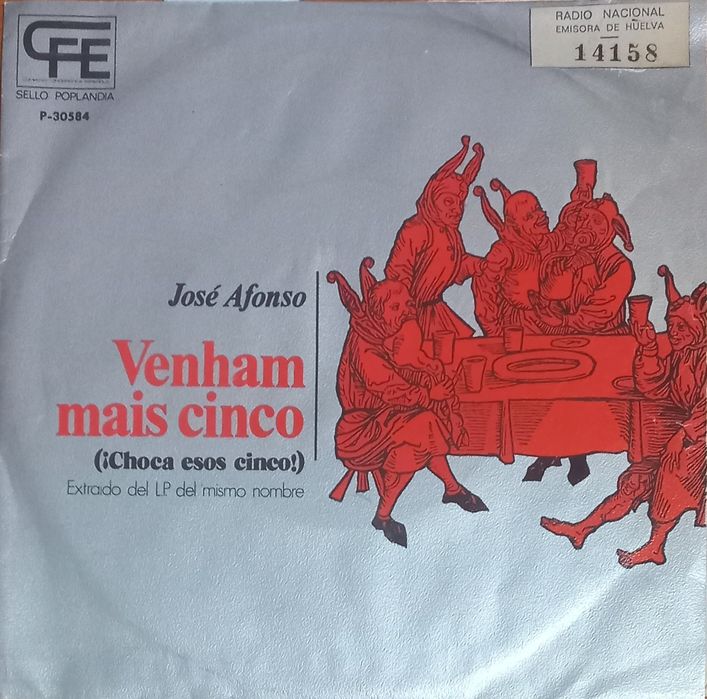 CFE
SELLO POPLANDIA
P-30584
RADIO NACIONAL
EMISORA DE HUELVA
14158
José Afonso
Venham
mais cinco
(¡Choca esos cinco!)
Extraido del LP del mismo nombre